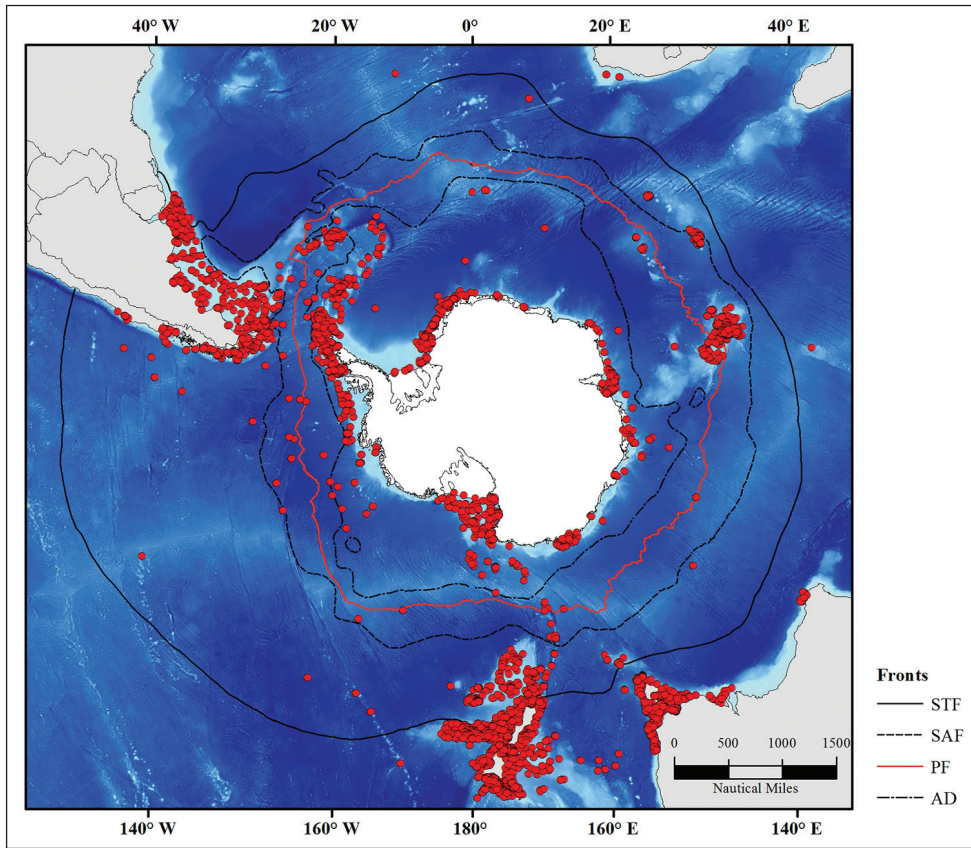 40° W 20° W 0° 20° E 40° E
Fronts
STF
SAF
PF
AD
0 500 1000 1500
Nautical Miles
140° W 160° W 180° 160° E 140° E